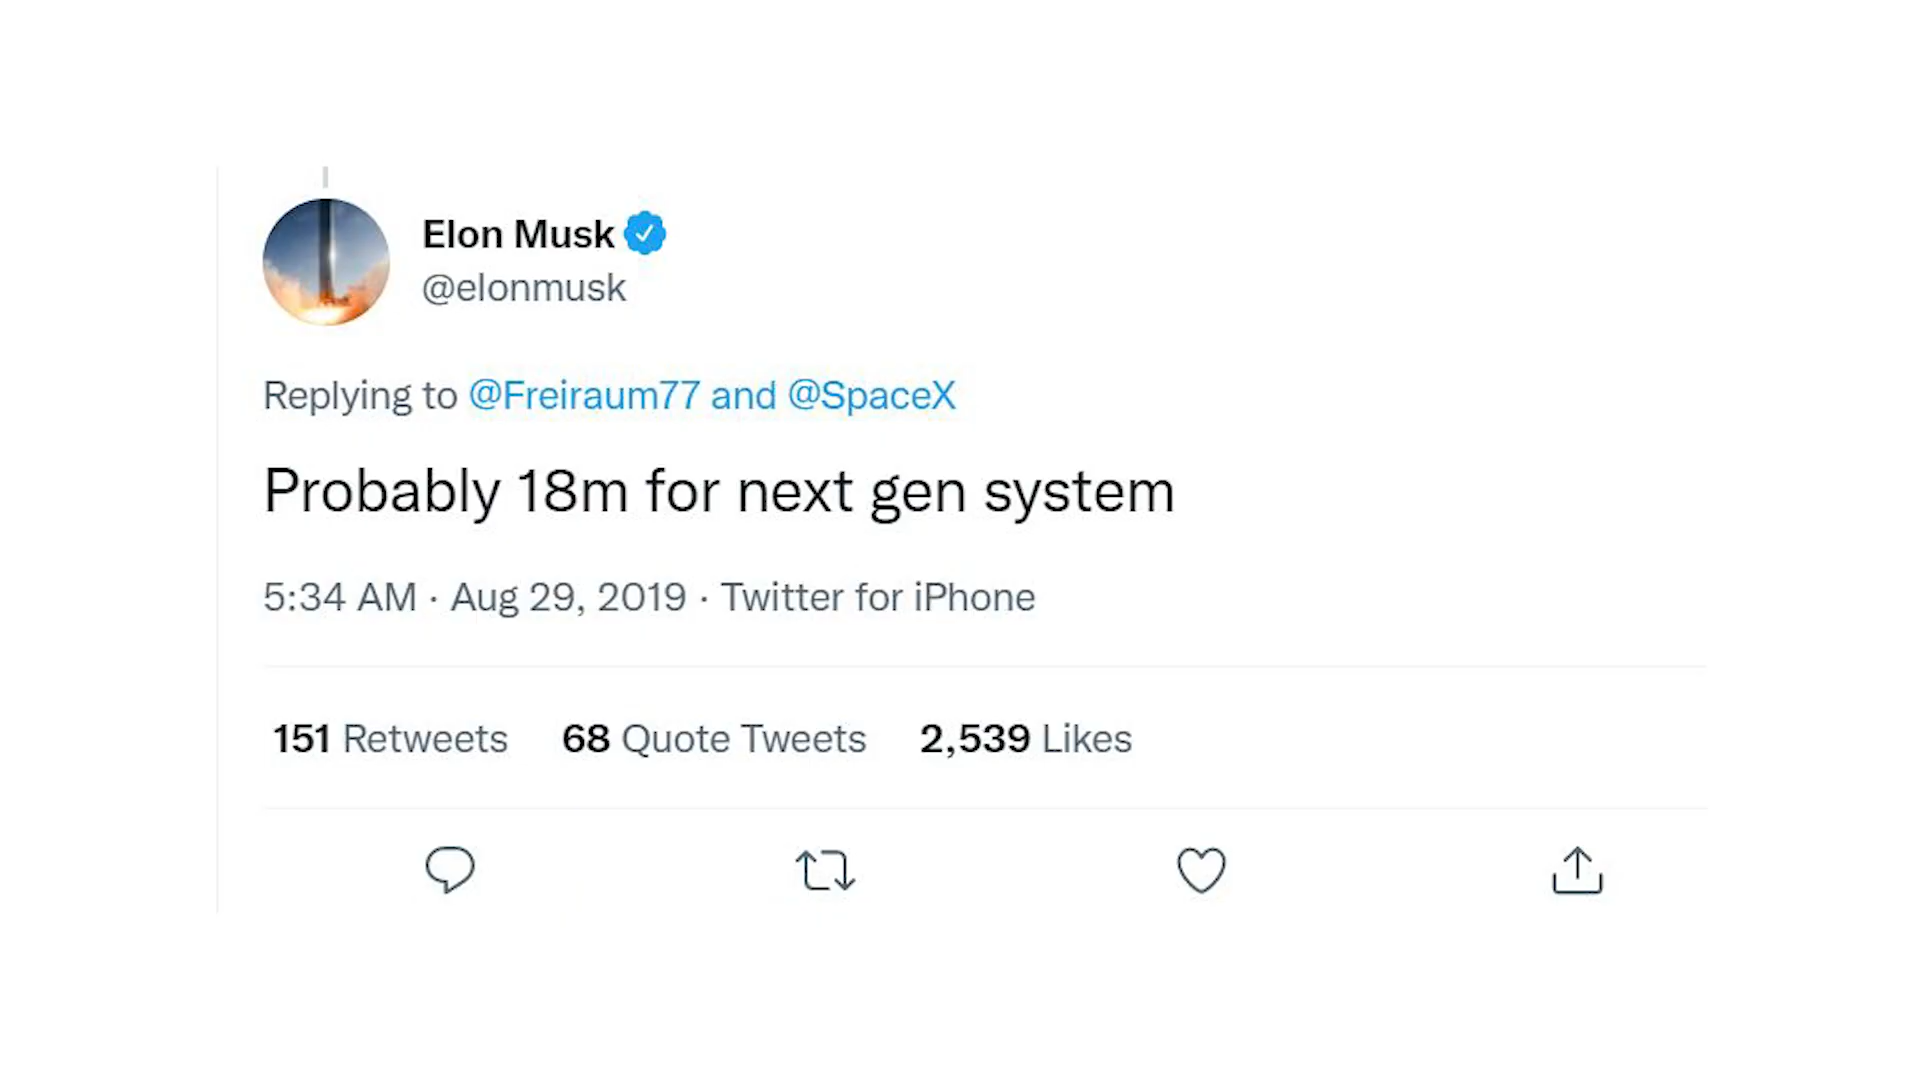 Elon Musk
@elonmusk
Replying to @Freiraum77 and @SpaceX
Probably 18m for next gen system
5:34 AM · Aug 29, 2019 · Twitter for iPhone
151 Retweets 68 Quote Tweets 2,539 Likes